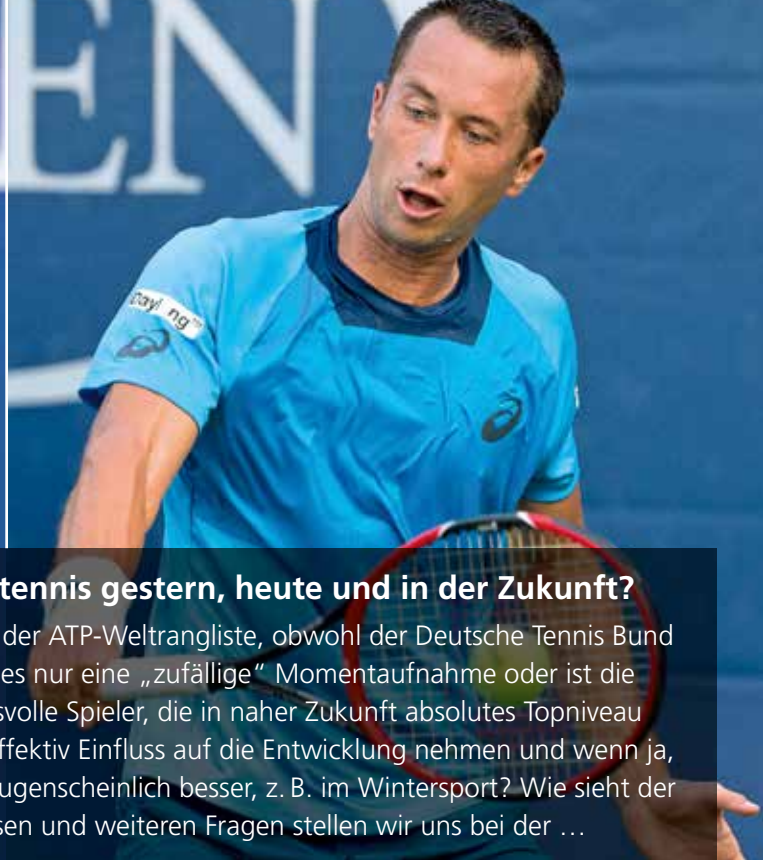 EN
Dayi ng™
tennis gestern, heute und in der Zukunft?
der ATP-Weltrangliste, obwohl der Deutsche Tennis Bund
es nur eine „zufällige“ Momentaufnahme oder ist die
svolle Spieler, die in naher Zukunft absolutes Topniveau
ffektiv Einfluss auf die Entwicklung nehmen und wenn ja,
ugenscheinlich besser, z. B. im Wintersport? Wie sieht der
sen und weiteren Fragen stellen wir uns bei der …